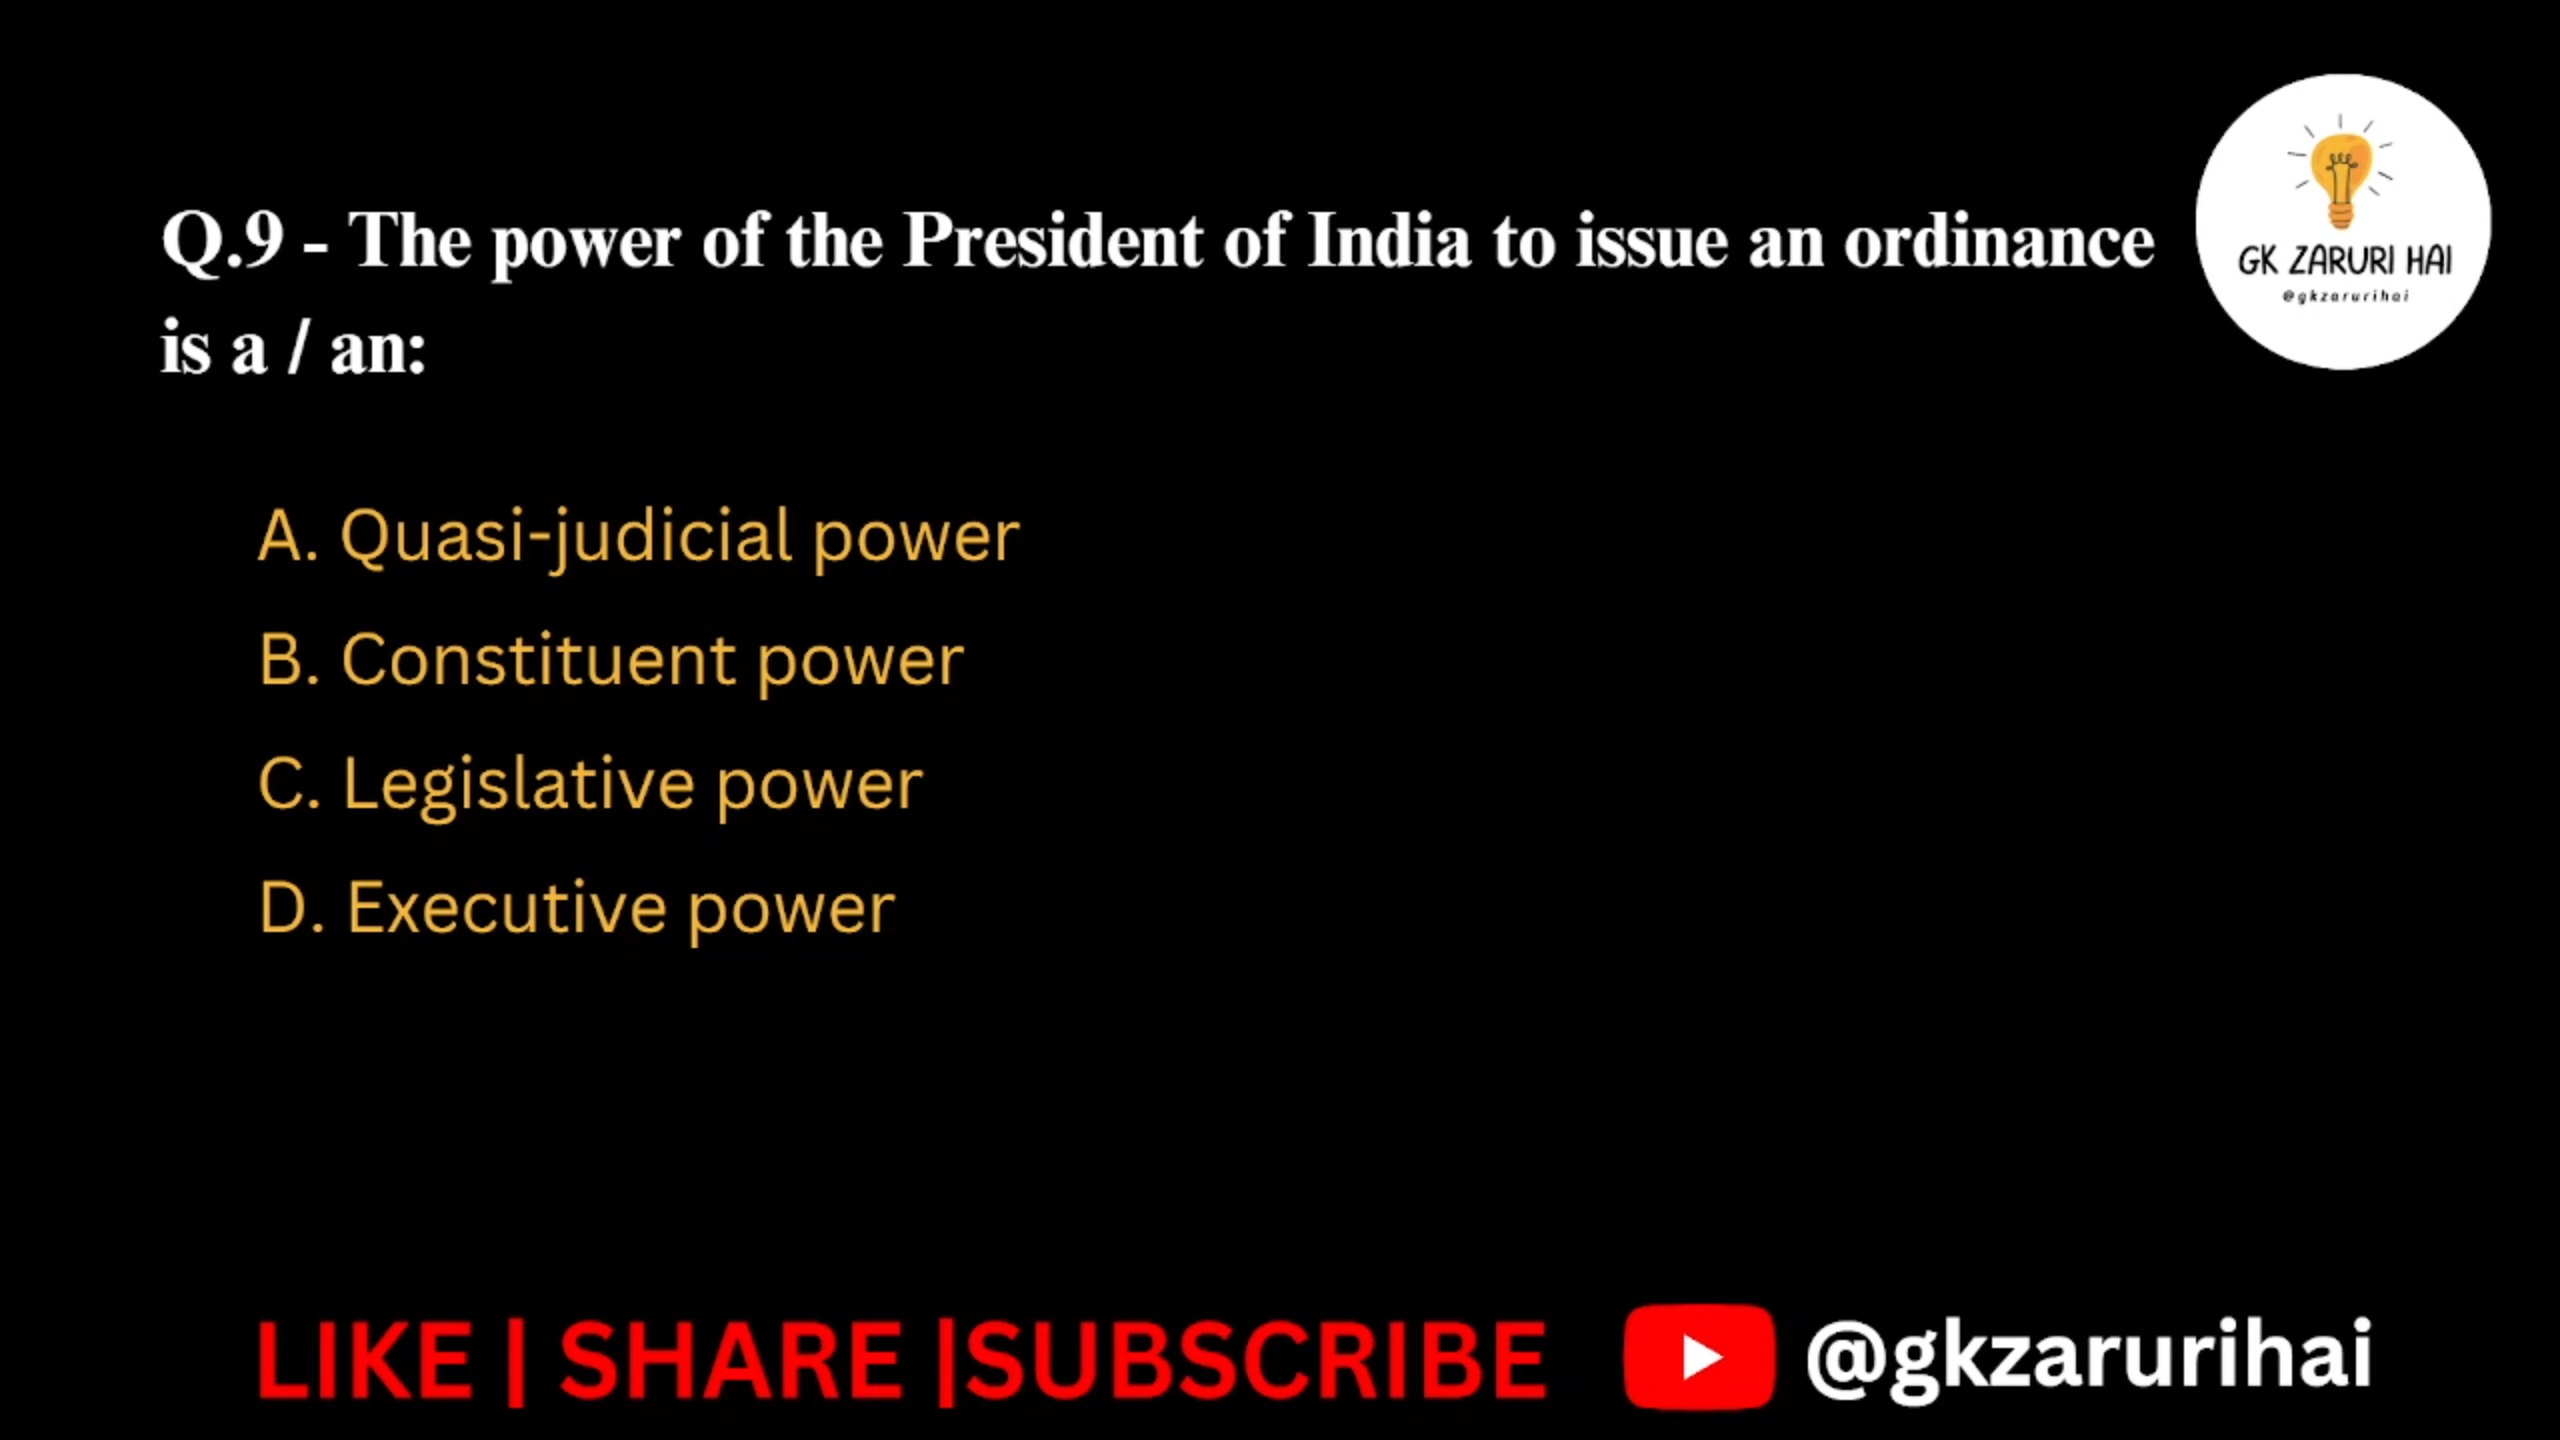 Q.9 - The power of the President of India to issue an ordinance
is a / an:
GK ZARURI HAI
@gkzarurihai
A. Quasi-judicial power
B. Constituent power
C. Legislative power
D. Executive power
LIKE | SHARE |SUBSCRIBE @gkzarurihai